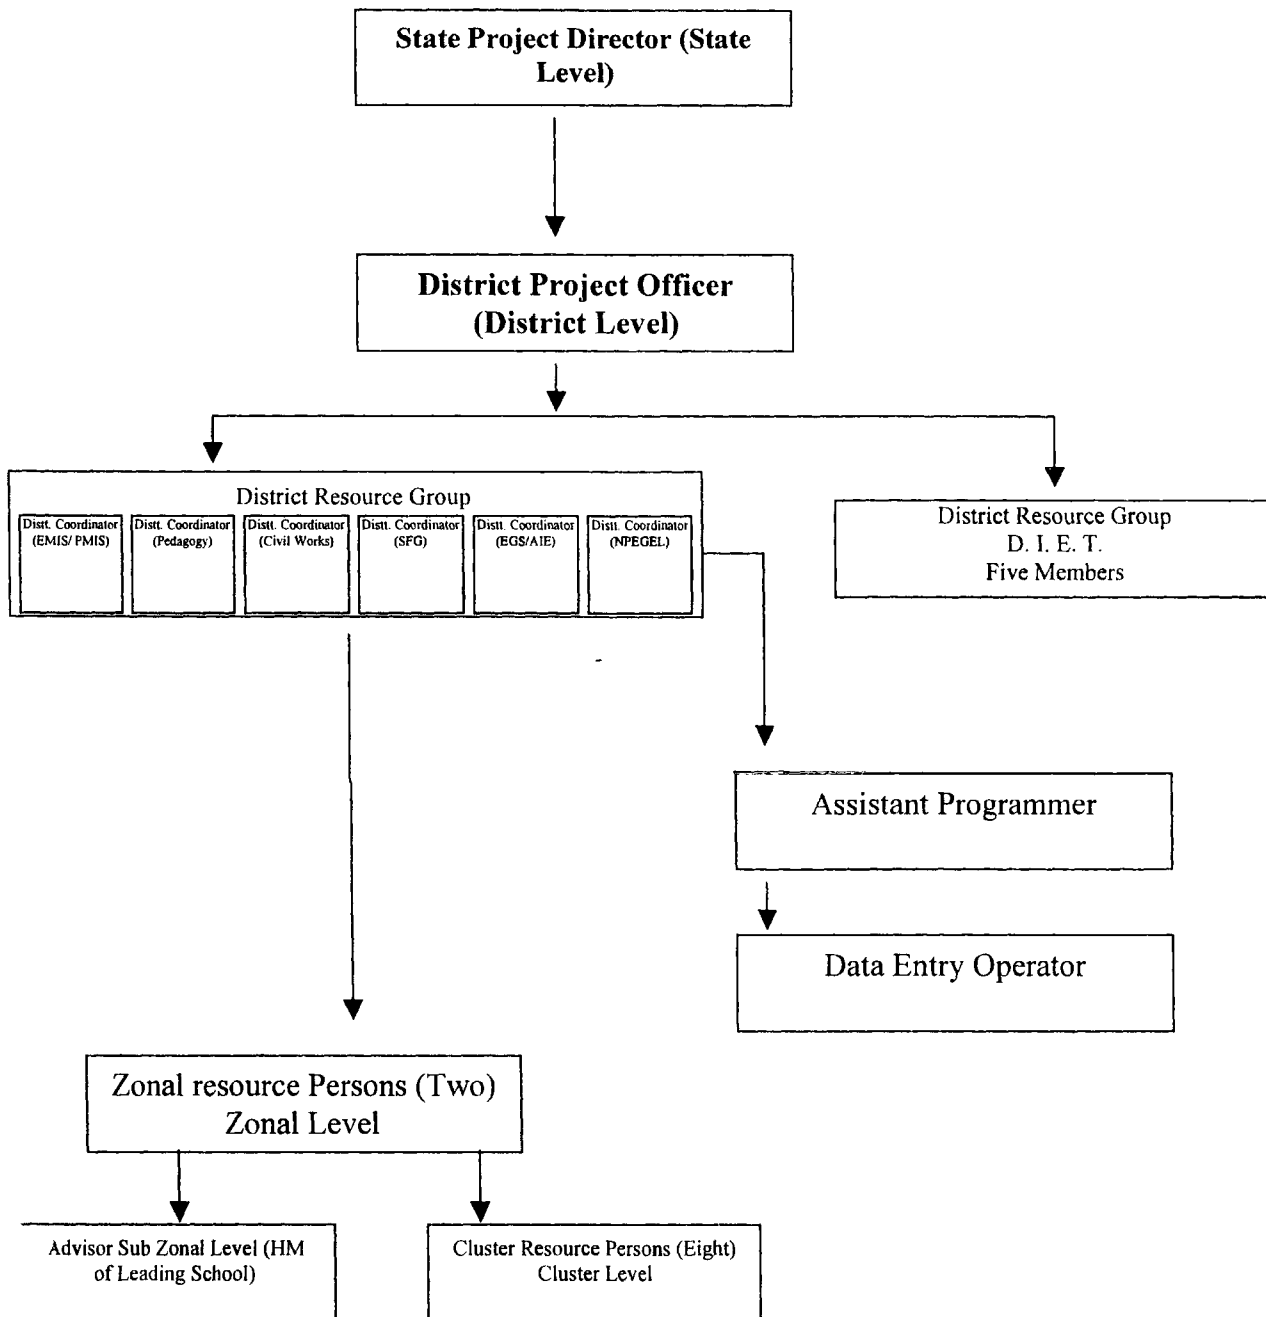 State Project Director (State
Level)
District Project Officer
(District Level)
District Resource Group
Distt. Coordinator
(EMIS/ PMIS)
Distt. Coordinator
(Pedagogy)
Distt. Coordinator
(Civil Works)
Distt. Coordinator
(SFG)
Distt. Coordinator
(EGS/AIE)
Distt. Coordinator
(NPEGEL)
District Resource Group
D. I. E. T.
Five Members
Assistant Programmer
Data Entry Operator
Zonal resource Persons (Two)
Zonal Level
Advisor Sub Zonal Level (HM
of Leading School)
Cluster Resource Persons (Eight)
Cluster Level